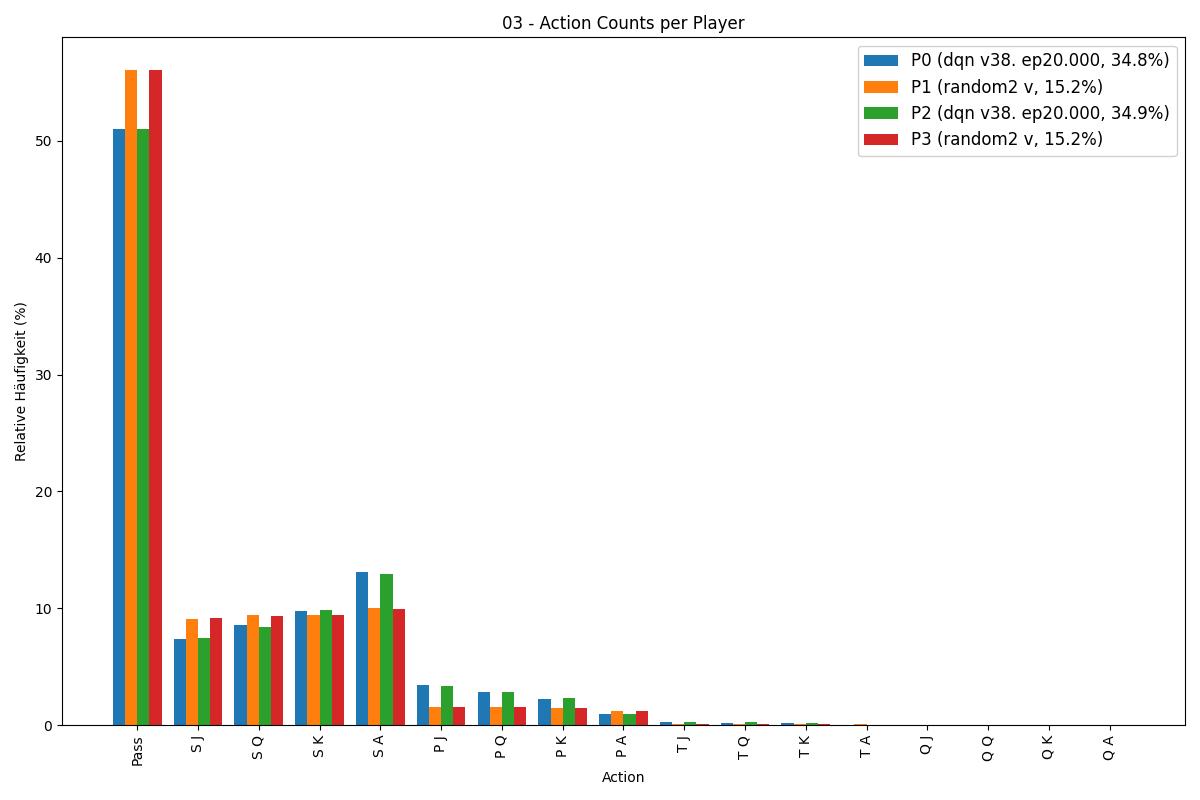 03 - Action Counts per Player
P0 (dqn v38. ep20.000, 34.8%)
P1 (random2 v, 15.2%)
P2 (dqn v38. ep20.000, 34.9%)
P3 (random2 v, 15.2%)
Relative Häufigkeit (%)
50
40
30
20
10
0
Pass
S J
S Q
S K
S A
P J
P Q
P K
P A
T J
T Q
T K
T A
Q J
Q Q
Q K
Q A
Action